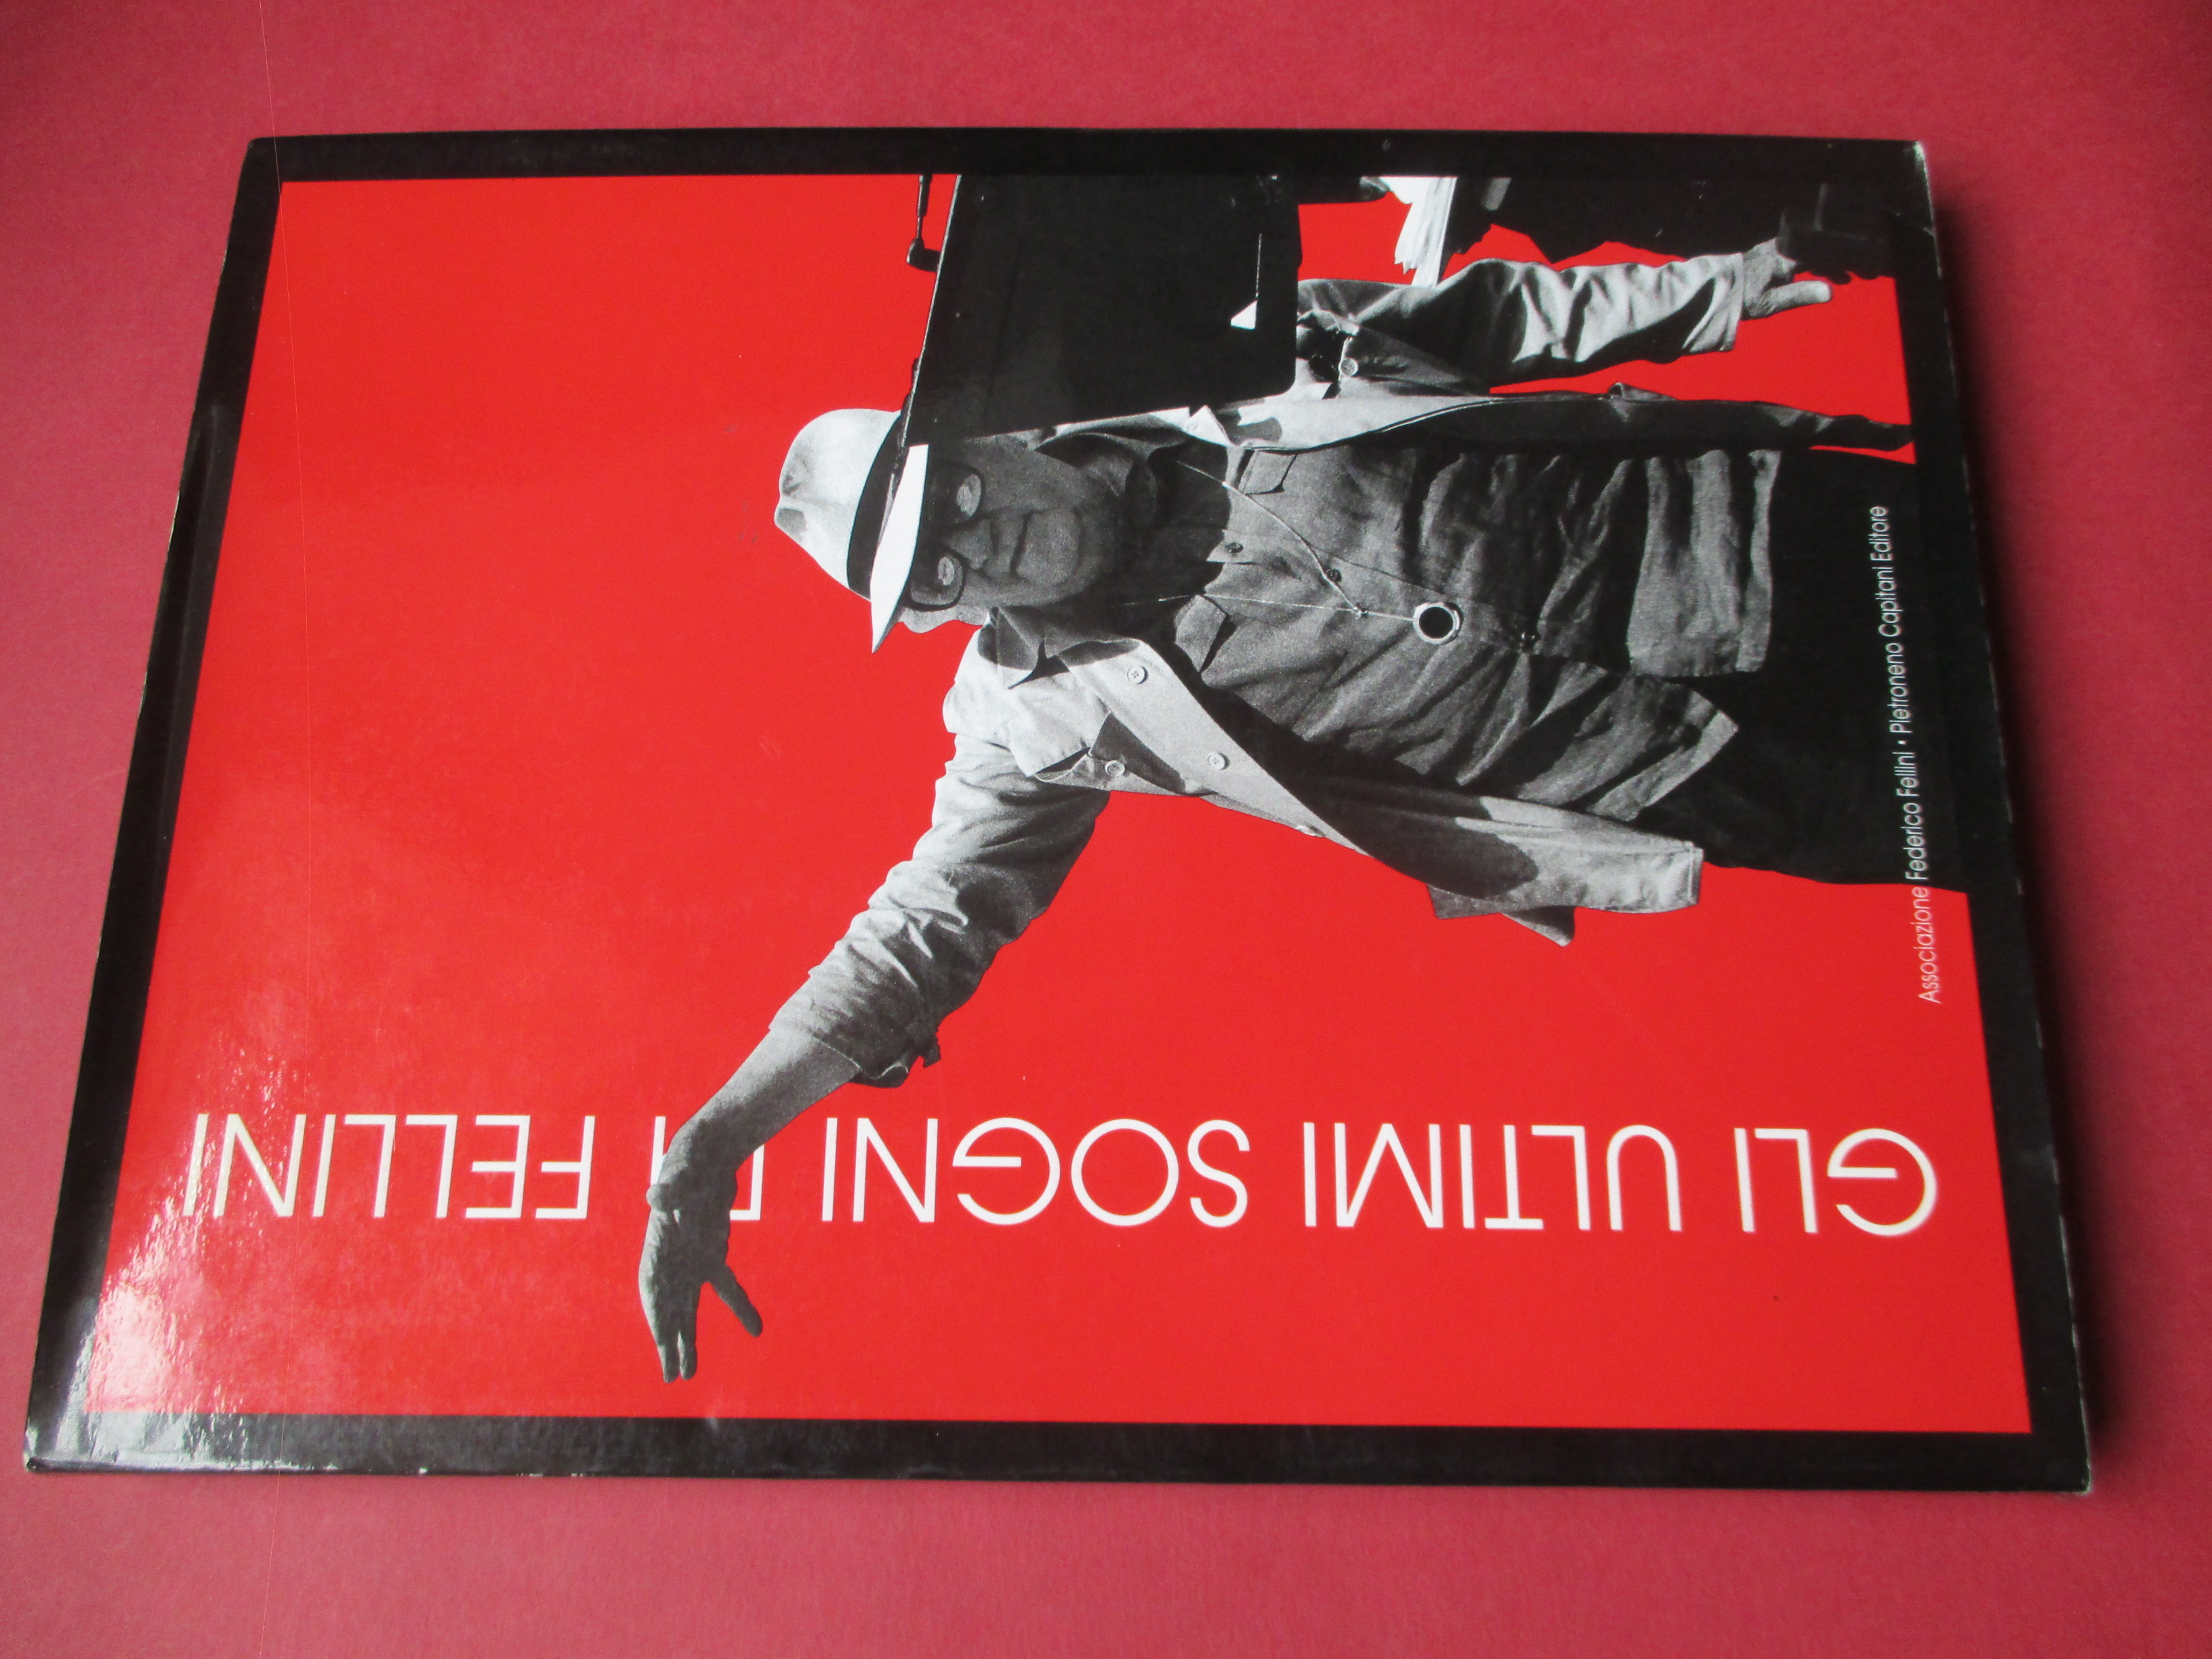 GLI ULTIMI SOGNI DI FELLINI
Associazione Federico Fellini • Pietroneno Capitani Editore